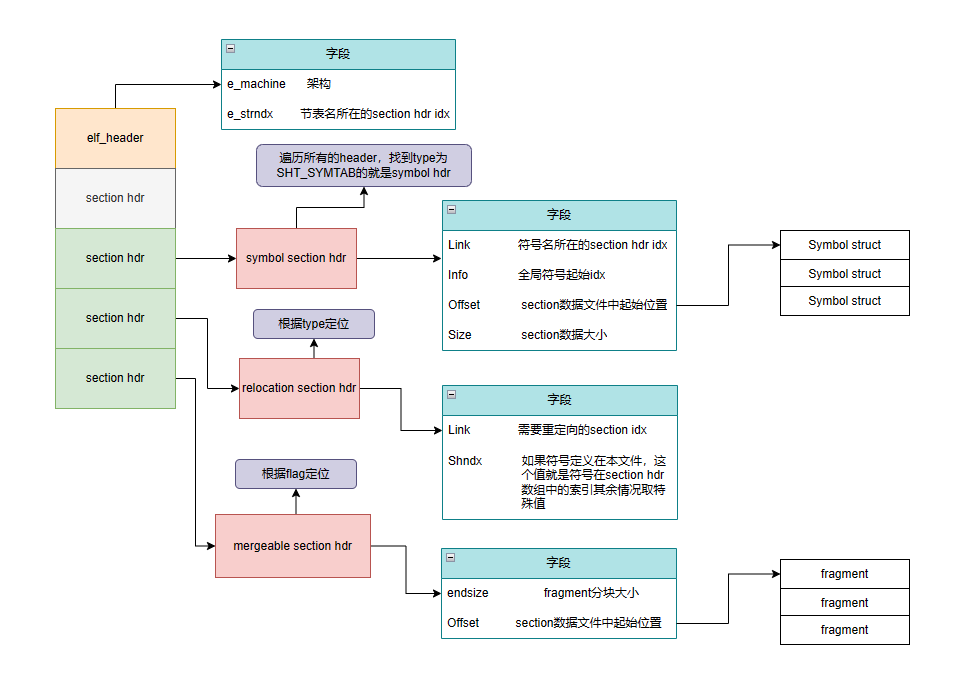 字段
e_machine 架构
e_strndx 节表名所在的section hdr idx
elf_header
section hdr
section hdr
section hdr
section hdr
遍历所有的header，找到type为
SHT_SYMTAB的就是symbol hdr
symbol section hdr
字段
Link 符号名所在的section hdr idx
Info 全局符号起始idx
Offset section数据文件中起始位置
Size section数据大小
Symbol struct
Symbol struct
Symbol struct
根据type定位
relocation section hdr
字段
Link 需要重定向的section idx
Shndx 如果符号定义在本文件，这
个值就是符号在section hdr
数组中的索引其余情况取特
殊值
根据flag定位
mergeable section hdr
字段
endsize fragment分块大小
Offset section数据文件中起始位置
fragment
fragment
fragment